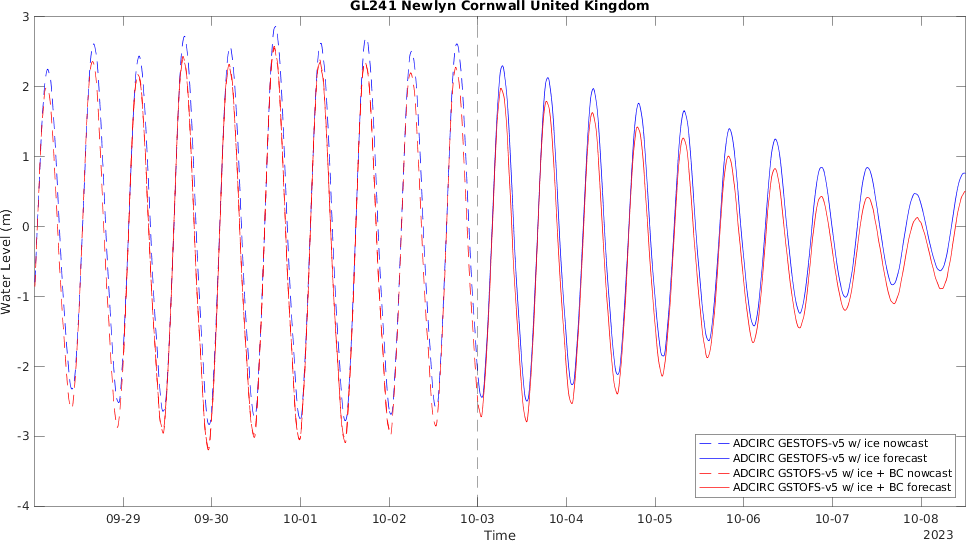 GL241 Newlyn Cornwall United Kingdom
3
2
1
0
-1
-2
-3
-4
Water Level (m)
09-29 09-30 10-01 10-02 10-03 10-04 10-05 10-06 10-07 10-08
Time
2023
ADCIRC GESTOFS-v5 w/ ice nowcast
ADCIRC GESTOFS-v5 w/ ice forecast
ADCIRC GSTOFS-v5 w/ ice + BC nowcast
ADCIRC GSTOFS-v5 w/ ice + BC forecast